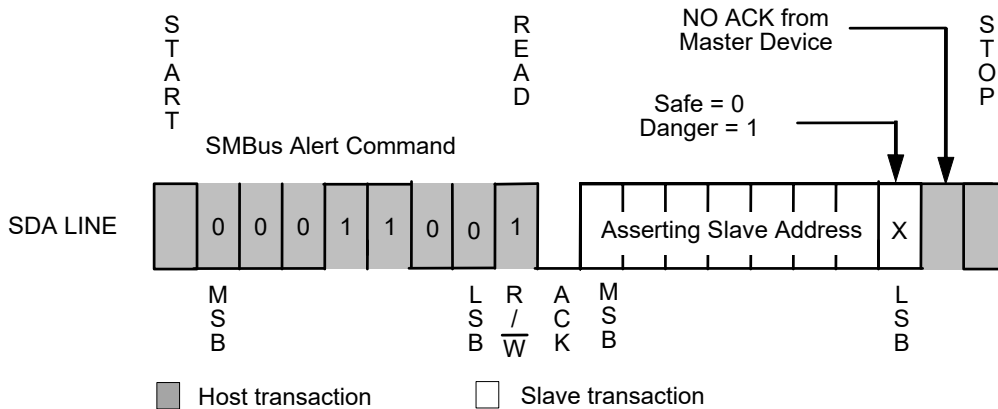 START
READ
NO ACK from
Master Device
STOP
Safe = 0
Danger = 1
SMBus Alert Command
SDA LINE
0 0 0 1 1 0 0 1
Asserting Slave Address
X
MSB
LSB
R/W
ACK
MSB
LSB
Host transaction
Slave transaction